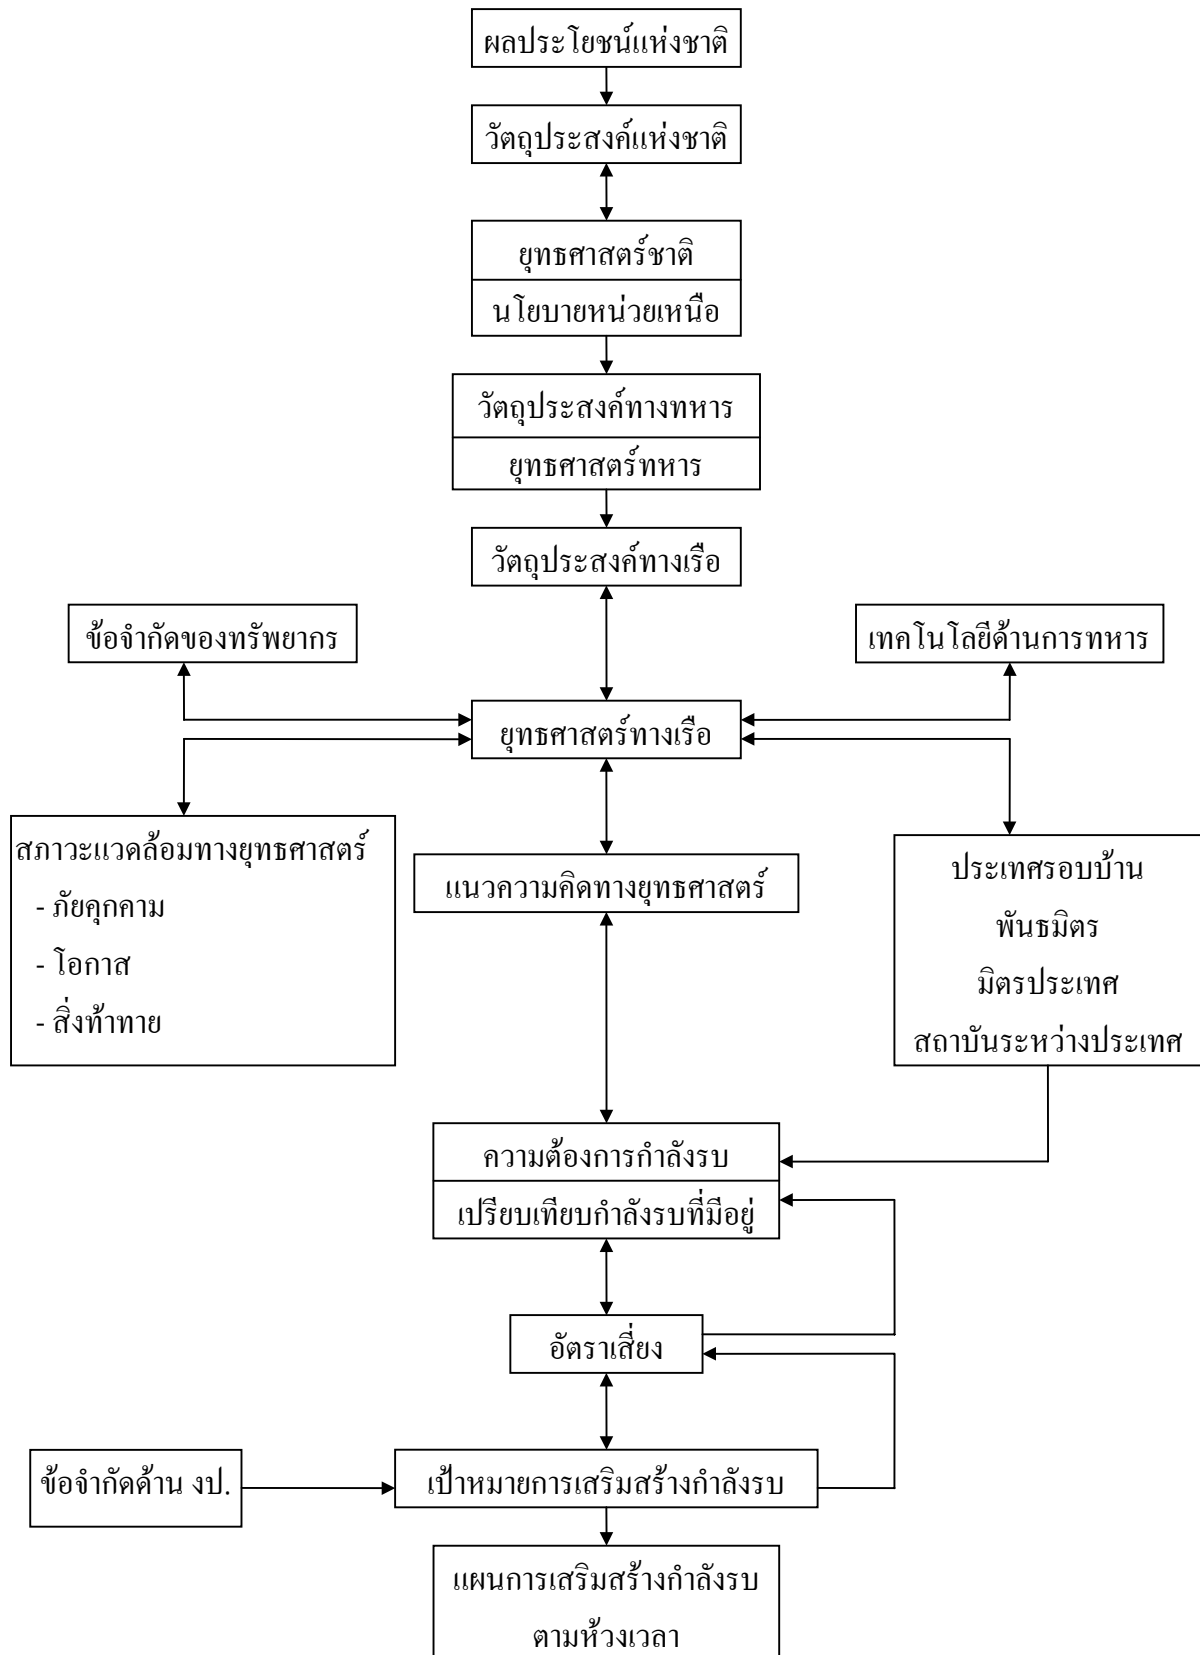 ผลประโยชน์แห่งชาติ
วัตถุประสงค์แห่งชาติ
ยุทธศาสตร์ชาติ
นโยบายหน่วยเหนือ
วัตถุประสงค์ทางทหาร
ยุทธศาสตร์ทหาร
วัตถุประสงค์ทางเรือ
ข้อจำกัดของทรัพยากร
เทคโนโลยีด้านการทหาร
ยุทธศาสตร์ทางเรือ
สภาวะแวดล้อมทางยุทธศาสตร์
- ภัยคุกคาม
- โอกาส
- สิ่งท้าทาย
แนวความคิดทางยุทธศาสตร์
ประเทศรอบบ้าน
พันธมิตร
มิตรประเทศ
สถาบันระหว่างประเทศ
ความต้องการกำลังรบ
เปรียบเทียบกำลังรบที่มีอยู่
อัตราเสี่ยง
ข้อจำกัดด้าน งป.
เป้าหมายการเสริมสร้างกำลังรบ
แผนการเสริมสร้างกำลังรบ
ตามห้วงเวลา